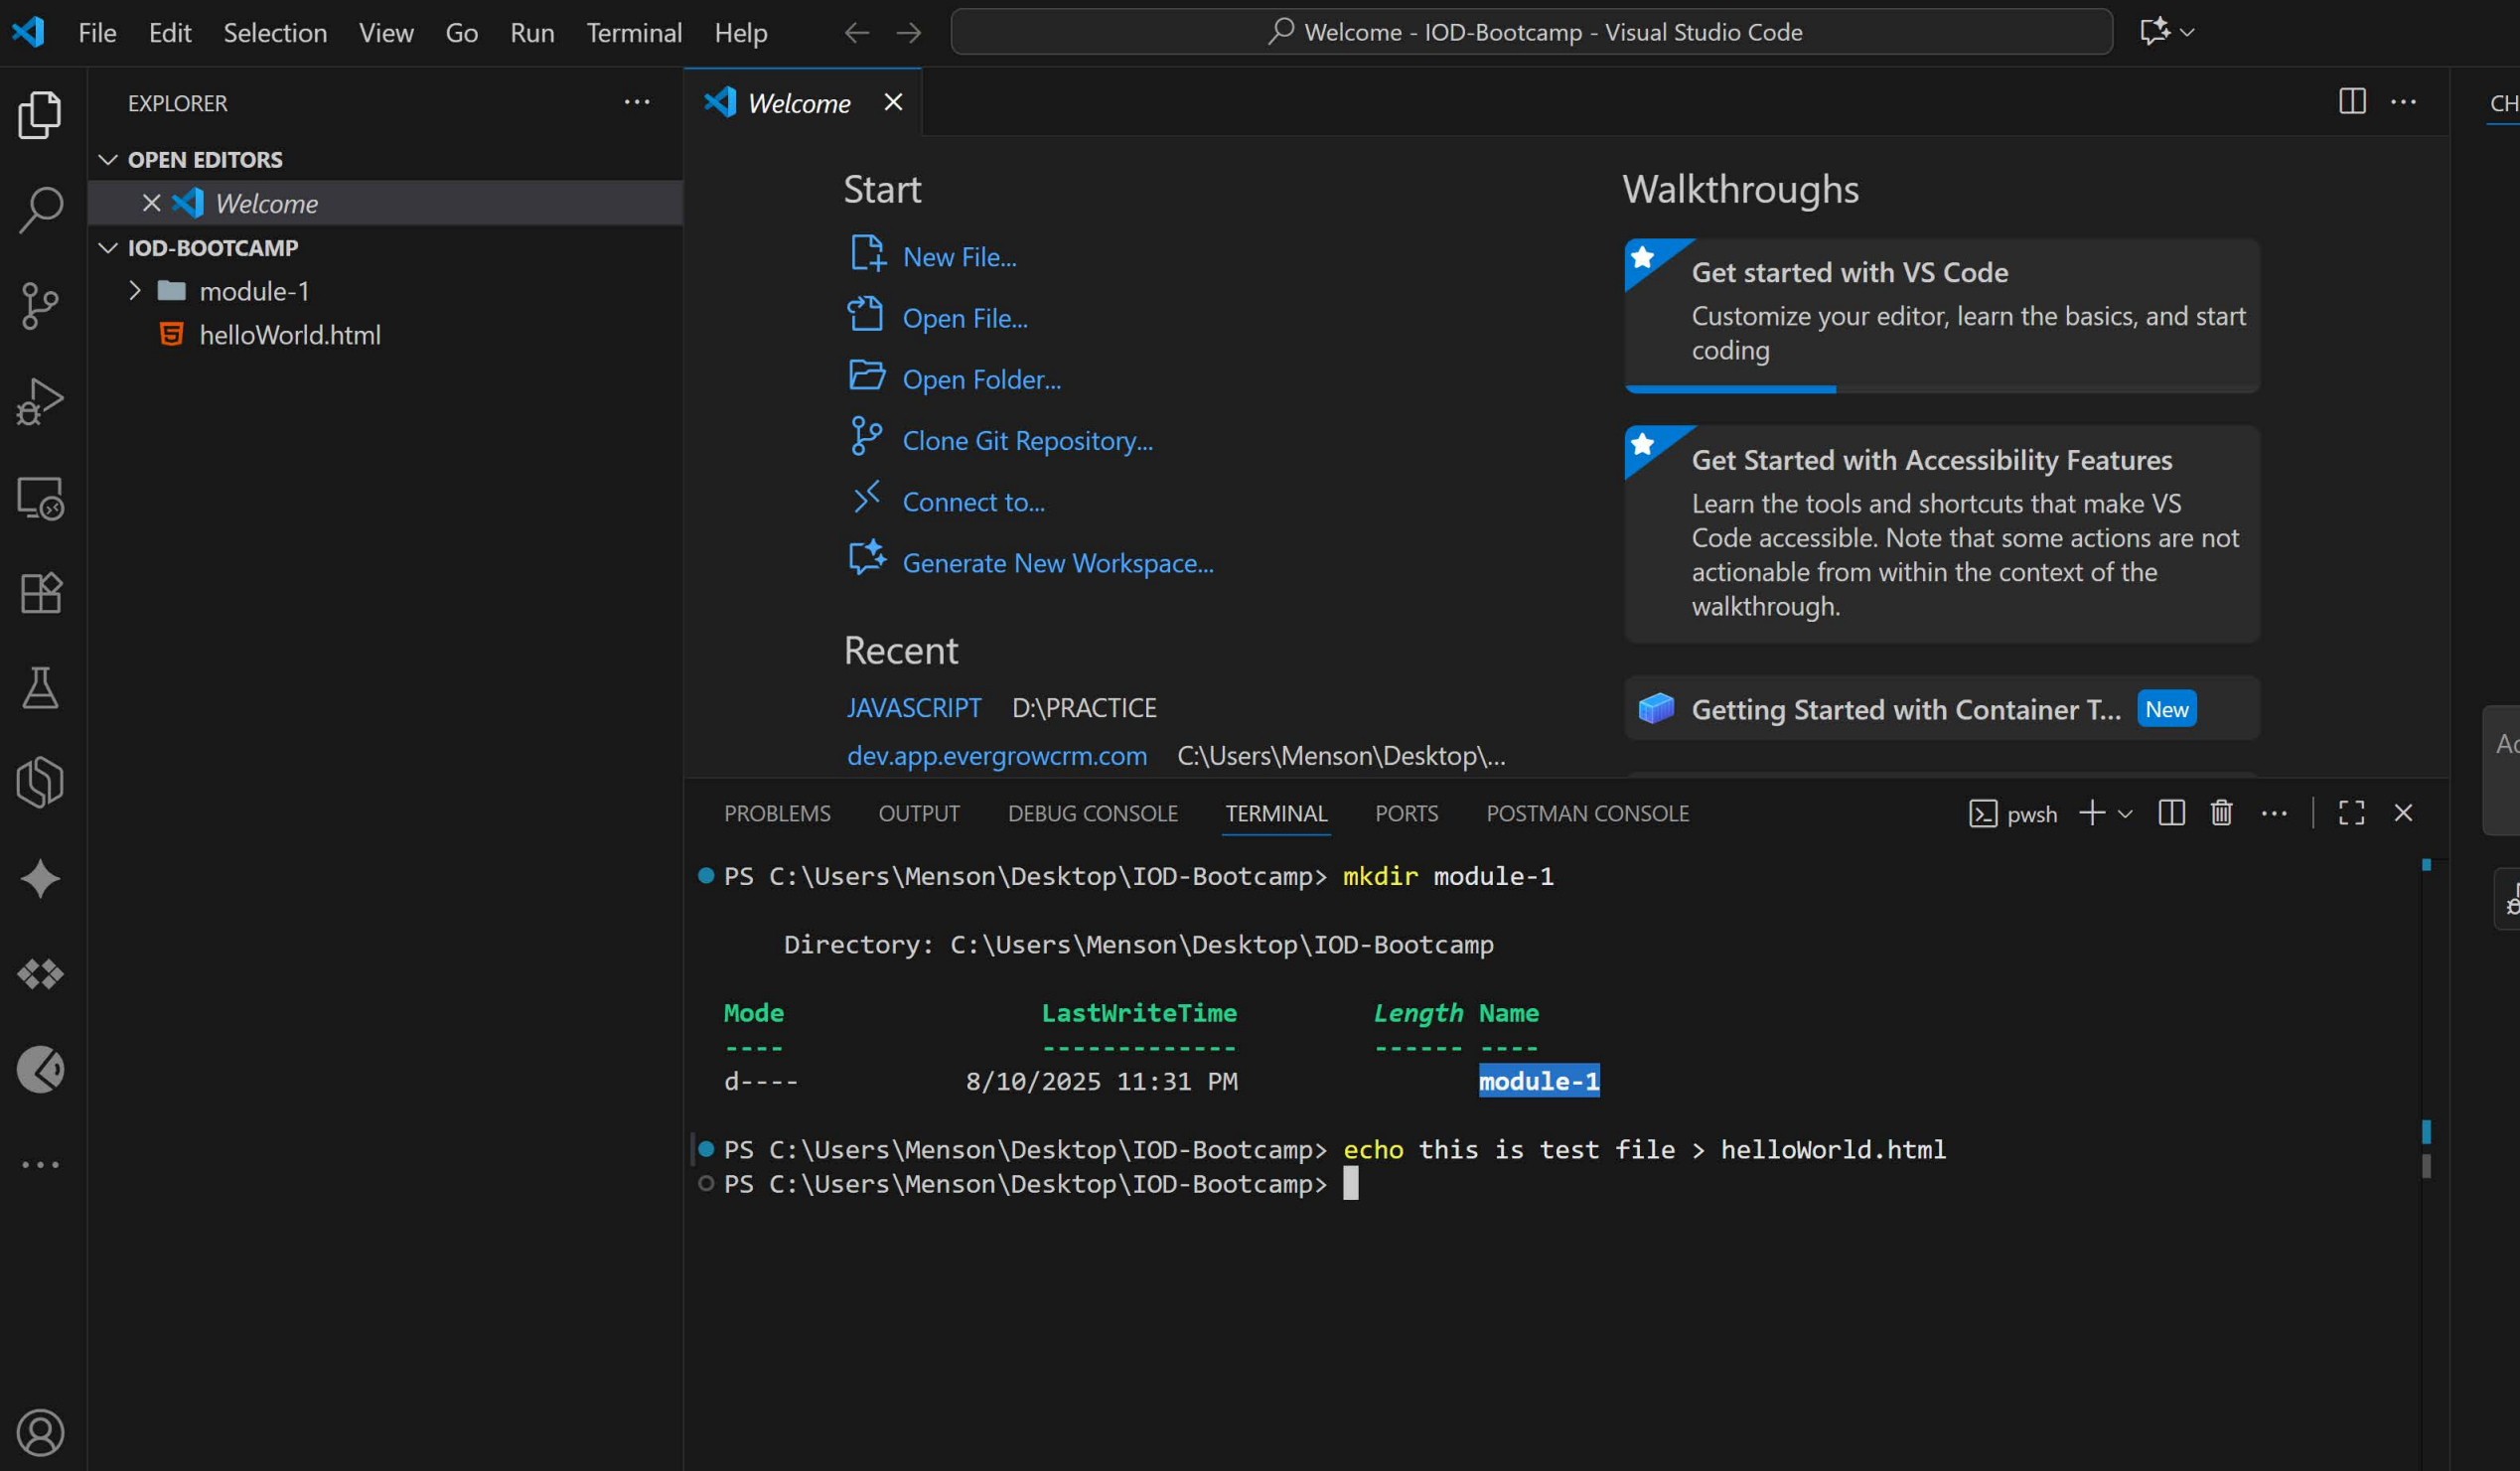 File Edit Selection View Go Run Terminal Help
Welcome - IOD-Bootcamp - Visual Studio Code
EXPLORER
OPEN EDITORS
Welcome
IOD-BOOTCAMP
module-1
helloWorld.html
Welcome
Start
New File...
Open File...
Open Folder...
Clone Git Repository...
Connect to...
Generate New Workspace...
Recent
JAVASCRIPT D:\PRACTICE
dev.app.evergrowcrm.com C:\Users\Menson\Desktop\...
Walkthroughs
Get started with VS Code
Customize your editor, learn the basics, and start
coding
Get Started with Accessibility Features
Learn the tools and shortcuts that make VS
Code accessible. Note that some actions are not
actionable from within the context of the
walkthrough.
Getting Started with Container T... New
PROBLEMS OUTPUT DEBUG CONSOLE TERMINAL PORTS POSTMAN CONSOLE pwsh
PS C:\Users\Menson\Desktop\IOD-Bootcamp> mkdir module-1
Directory: C:\Users\Menson\Desktop\IOD-Bootcamp
Mode LastWriteTime Length Name
---- ------------- ------ ----
d---- 8/10/2025 11:31 PM module-1
PS C:\Users\Menson\Desktop\IOD-Bootcamp> echo this is test file > helloWorld.html
PS C:\Users\Menson\Desktop\IOD-Bootcamp>